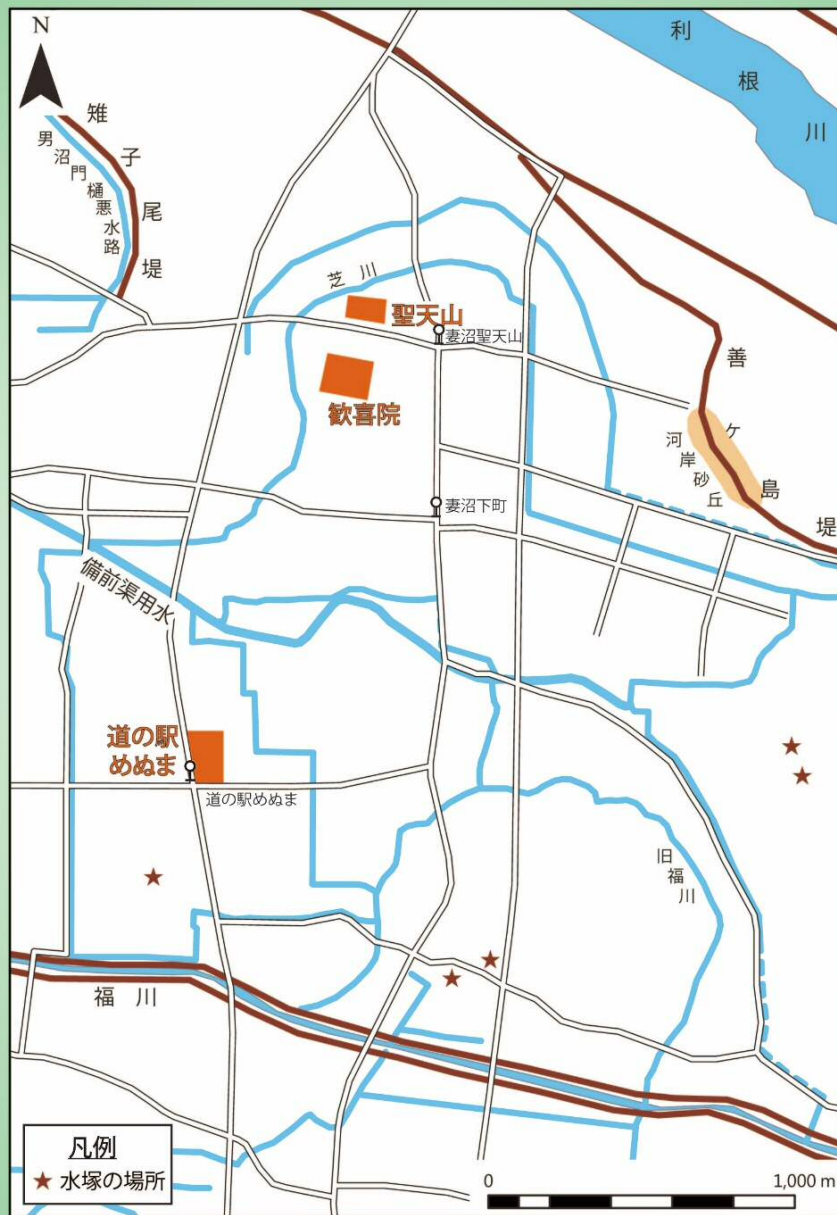 N
利根川
雉子尾堤
男沼門樋悪水路
芝川
聖天山
妻沼聖天山
歓喜院
善ケ島堤
河岸砂丘
妻沼下町
備前渠用水
道の駅
めぬま
道の駅めぬま
旧福川
福川
凡例
★ 水塚の場所
0 1,000 m